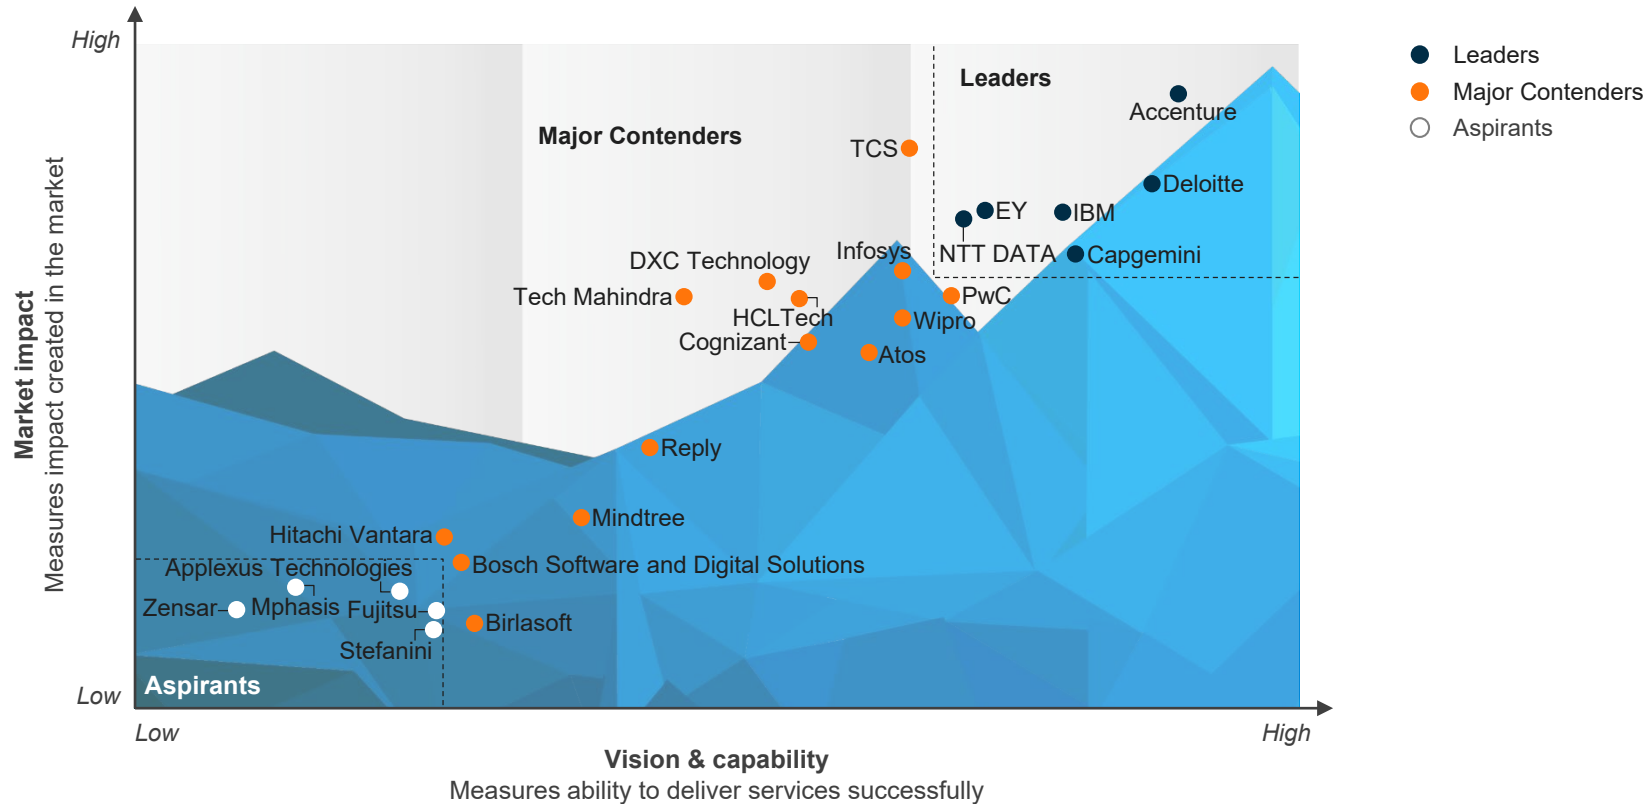 High
Leaders
Leaders
Major Contenders
Accenture
Major Contenders
Aspirants
TCS
Deloitte
EY
IBM
Infosys
NTT DATA
Capgemini
DXC Technology
Tech Mahindra
PwC
HCLTech
Wipro
Cognizant
Atos
Market impact
Measures impact created in the market
Reply
Mindtree
Hitachi Vantara
Bosch Software and Digital Solutions
Applexus Technologies
Zensar
Mphasis
Fujitsu
Birlasoft
Stefanini
Aspirants
Low
Low
High
Vision & capability
Measures ability to deliver services successfully